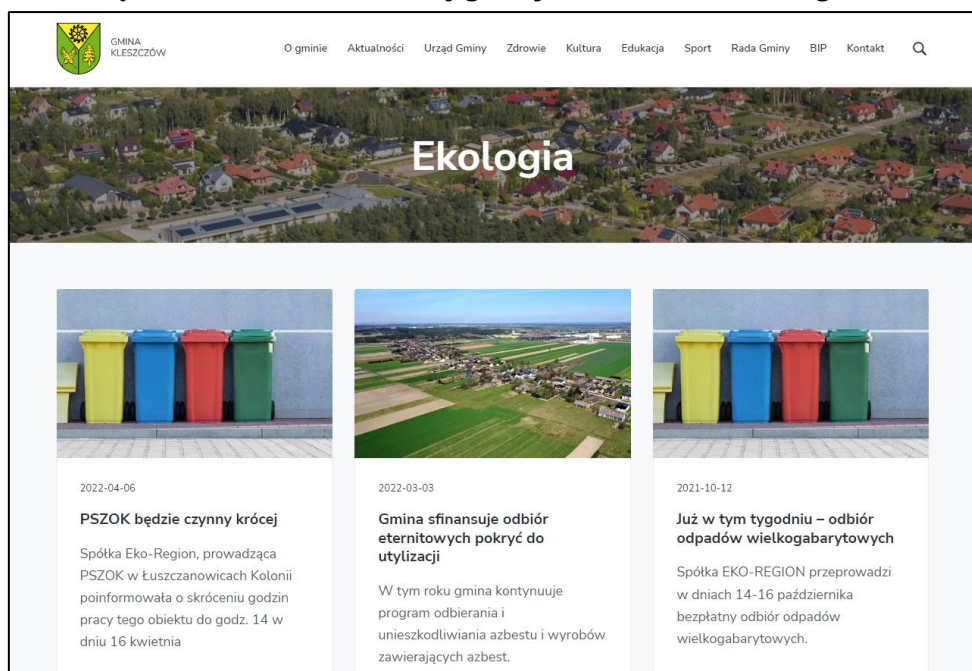 GMINA
KLESZCZÓW
O gminie Aktualności Urząd Gminy Zdrowie Kultura Edukacja Sport Rada Gminy BIP Kontakt
Ekologia
2022-04-06
PSZOK będzie czynny krócej
Spółka Eko-Region, prowadząca
PSZOK w Łuszczanowicach Kolonii
poinformowała o skróceniu godzin
pracy tego obiektu do godz. 14 w
dniu 16 kwietnia
2022-03-03
Gmina sfinansuje odbiór
eternitowych pokryć do
utylizacji
W tym roku gmina kontynuuje
program odbierania i
unieszkodliwiania azbestu i wyrobów
zawierających azbest.
2021-10-12
Już w tym tygodniu – odbiór
odpadów wielkogabarytowych
Spółka EKO-REGION przeprowadzi
w dniach 14-16 października
bezpłatny odbiór odpadów
wielkogabarytowych.